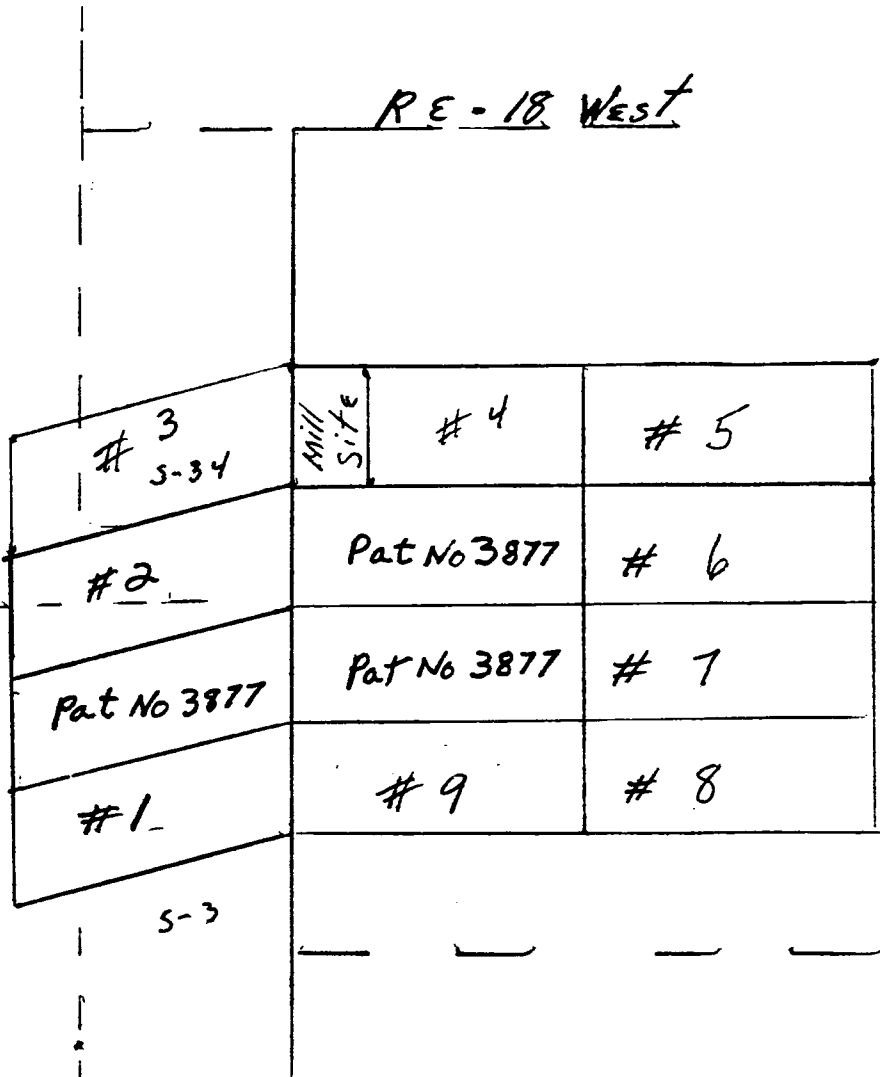 RE - 18 West
# 3
S-34
Mill
Site
# 4
# 5
#2
Pat No 3877
# 6
Pat No 3877
Pat No 3877
# 7
#1
# 9
# 8
S-3